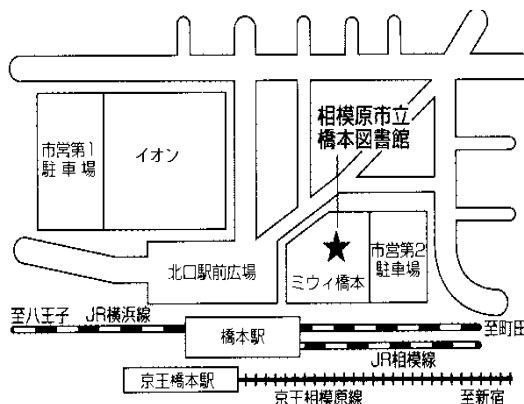 相模原市立
橋本図書館
市営第1
駐車場
イオン
北口駅前広場
ミウィ橋本
市営第2
駐車場
至八王子
JR横浜線
橋本駅
至町田
JR相模線
京王橋本駅
京王相模原線
至新宿